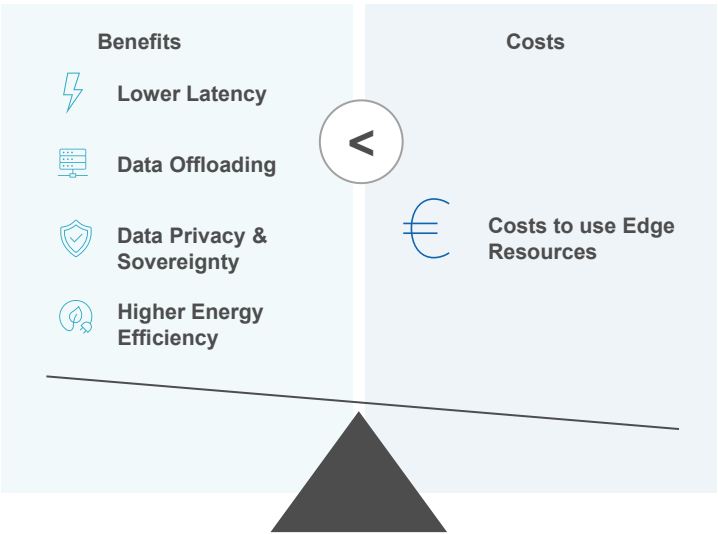 Benefits
Costs
Lower Latency
<
Data Offloading
Data Privacy &
Sovereignty
€
Costs to use Edge
Resources
Higher Energy
Efficiency